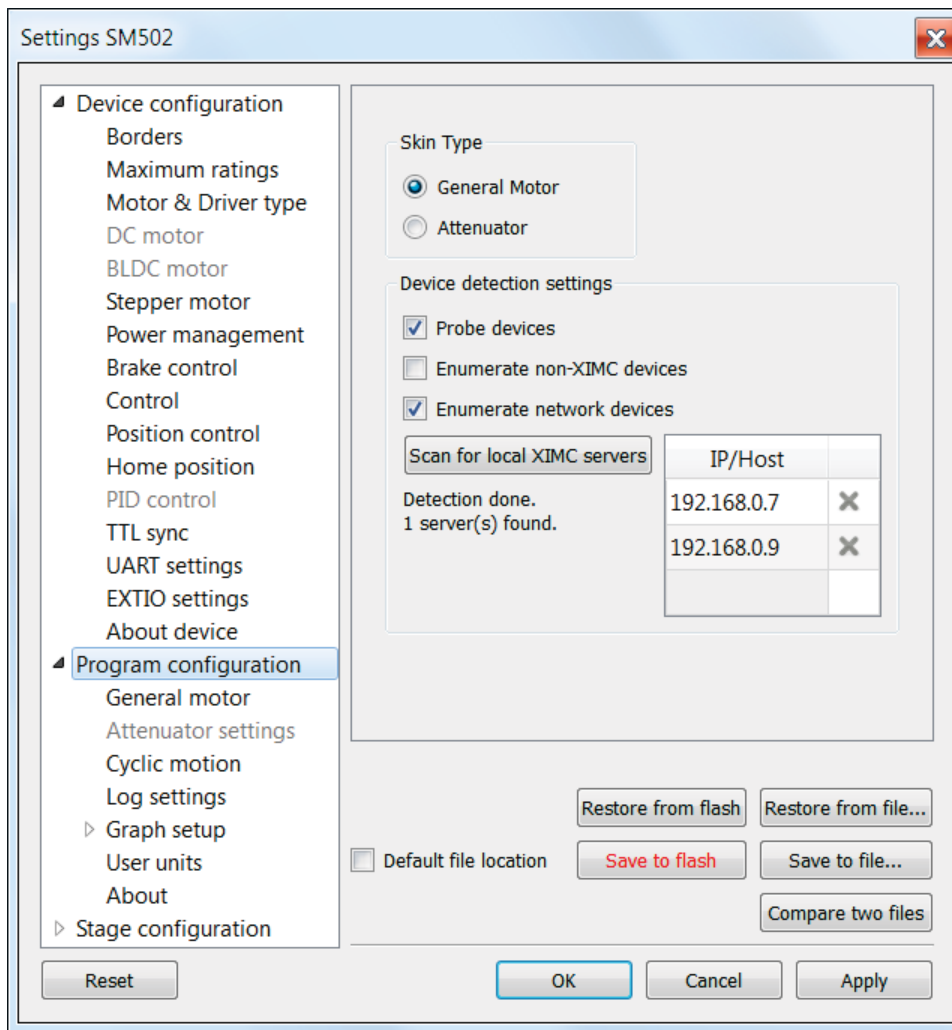 Settings SM502
Device configuration
Borders
Maximum ratings
Motor & Driver type
DC motor
BLDC motor
Stepper motor
Power management
Brake control
Control
Position control
Home position
PID control
TTL sync
UART settings
EXTIO settings
About device
Program configuration
General motor
Attenuator settings
Cyclic motion
Log settings
Graph setup
User units
About
Stage configuration
Skin Type
General Motor
Attenuator
Device detection settings
Probe devices
Enumerate non-XIMC devices
Enumerate network devices
Scan for local XIMC servers
Detection done.
1 server(s) found.
IP/Host
192.168.0.7
192.168.0.9
Restore from flash
Restore from file...
Default file location
Save to flash
Save to file...
Compare two files
Reset
OK
Cancel
Apply